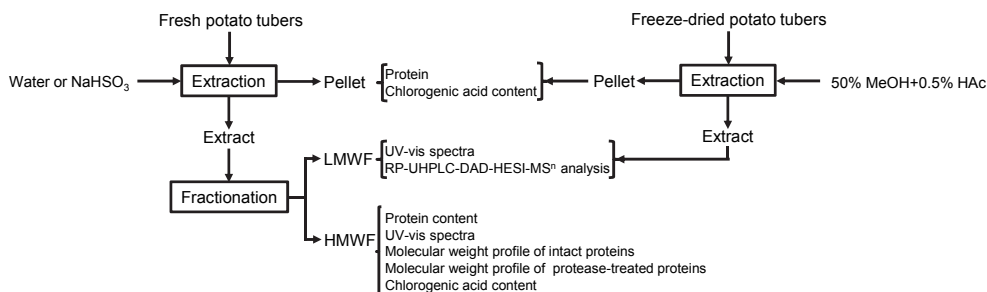 Fresh potato tubers
Freeze-dried potato tubers
Water or NaHSO₃
Extraction
Pellet
Protein
Chlorogenic acid content
Pellet
Extraction
50% MeOH+0.5% HAc
Extract
Extract
LMWF
UV-vis spectra
RP-UHPLC-DAD-HESI-MSⁿ analysis
Fractionation
HMWF
Protein content
UV-vis spectra
Molecular weight profile of intact proteins
Molecular weight profile of protease-treated proteins
Chlorogenic acid content